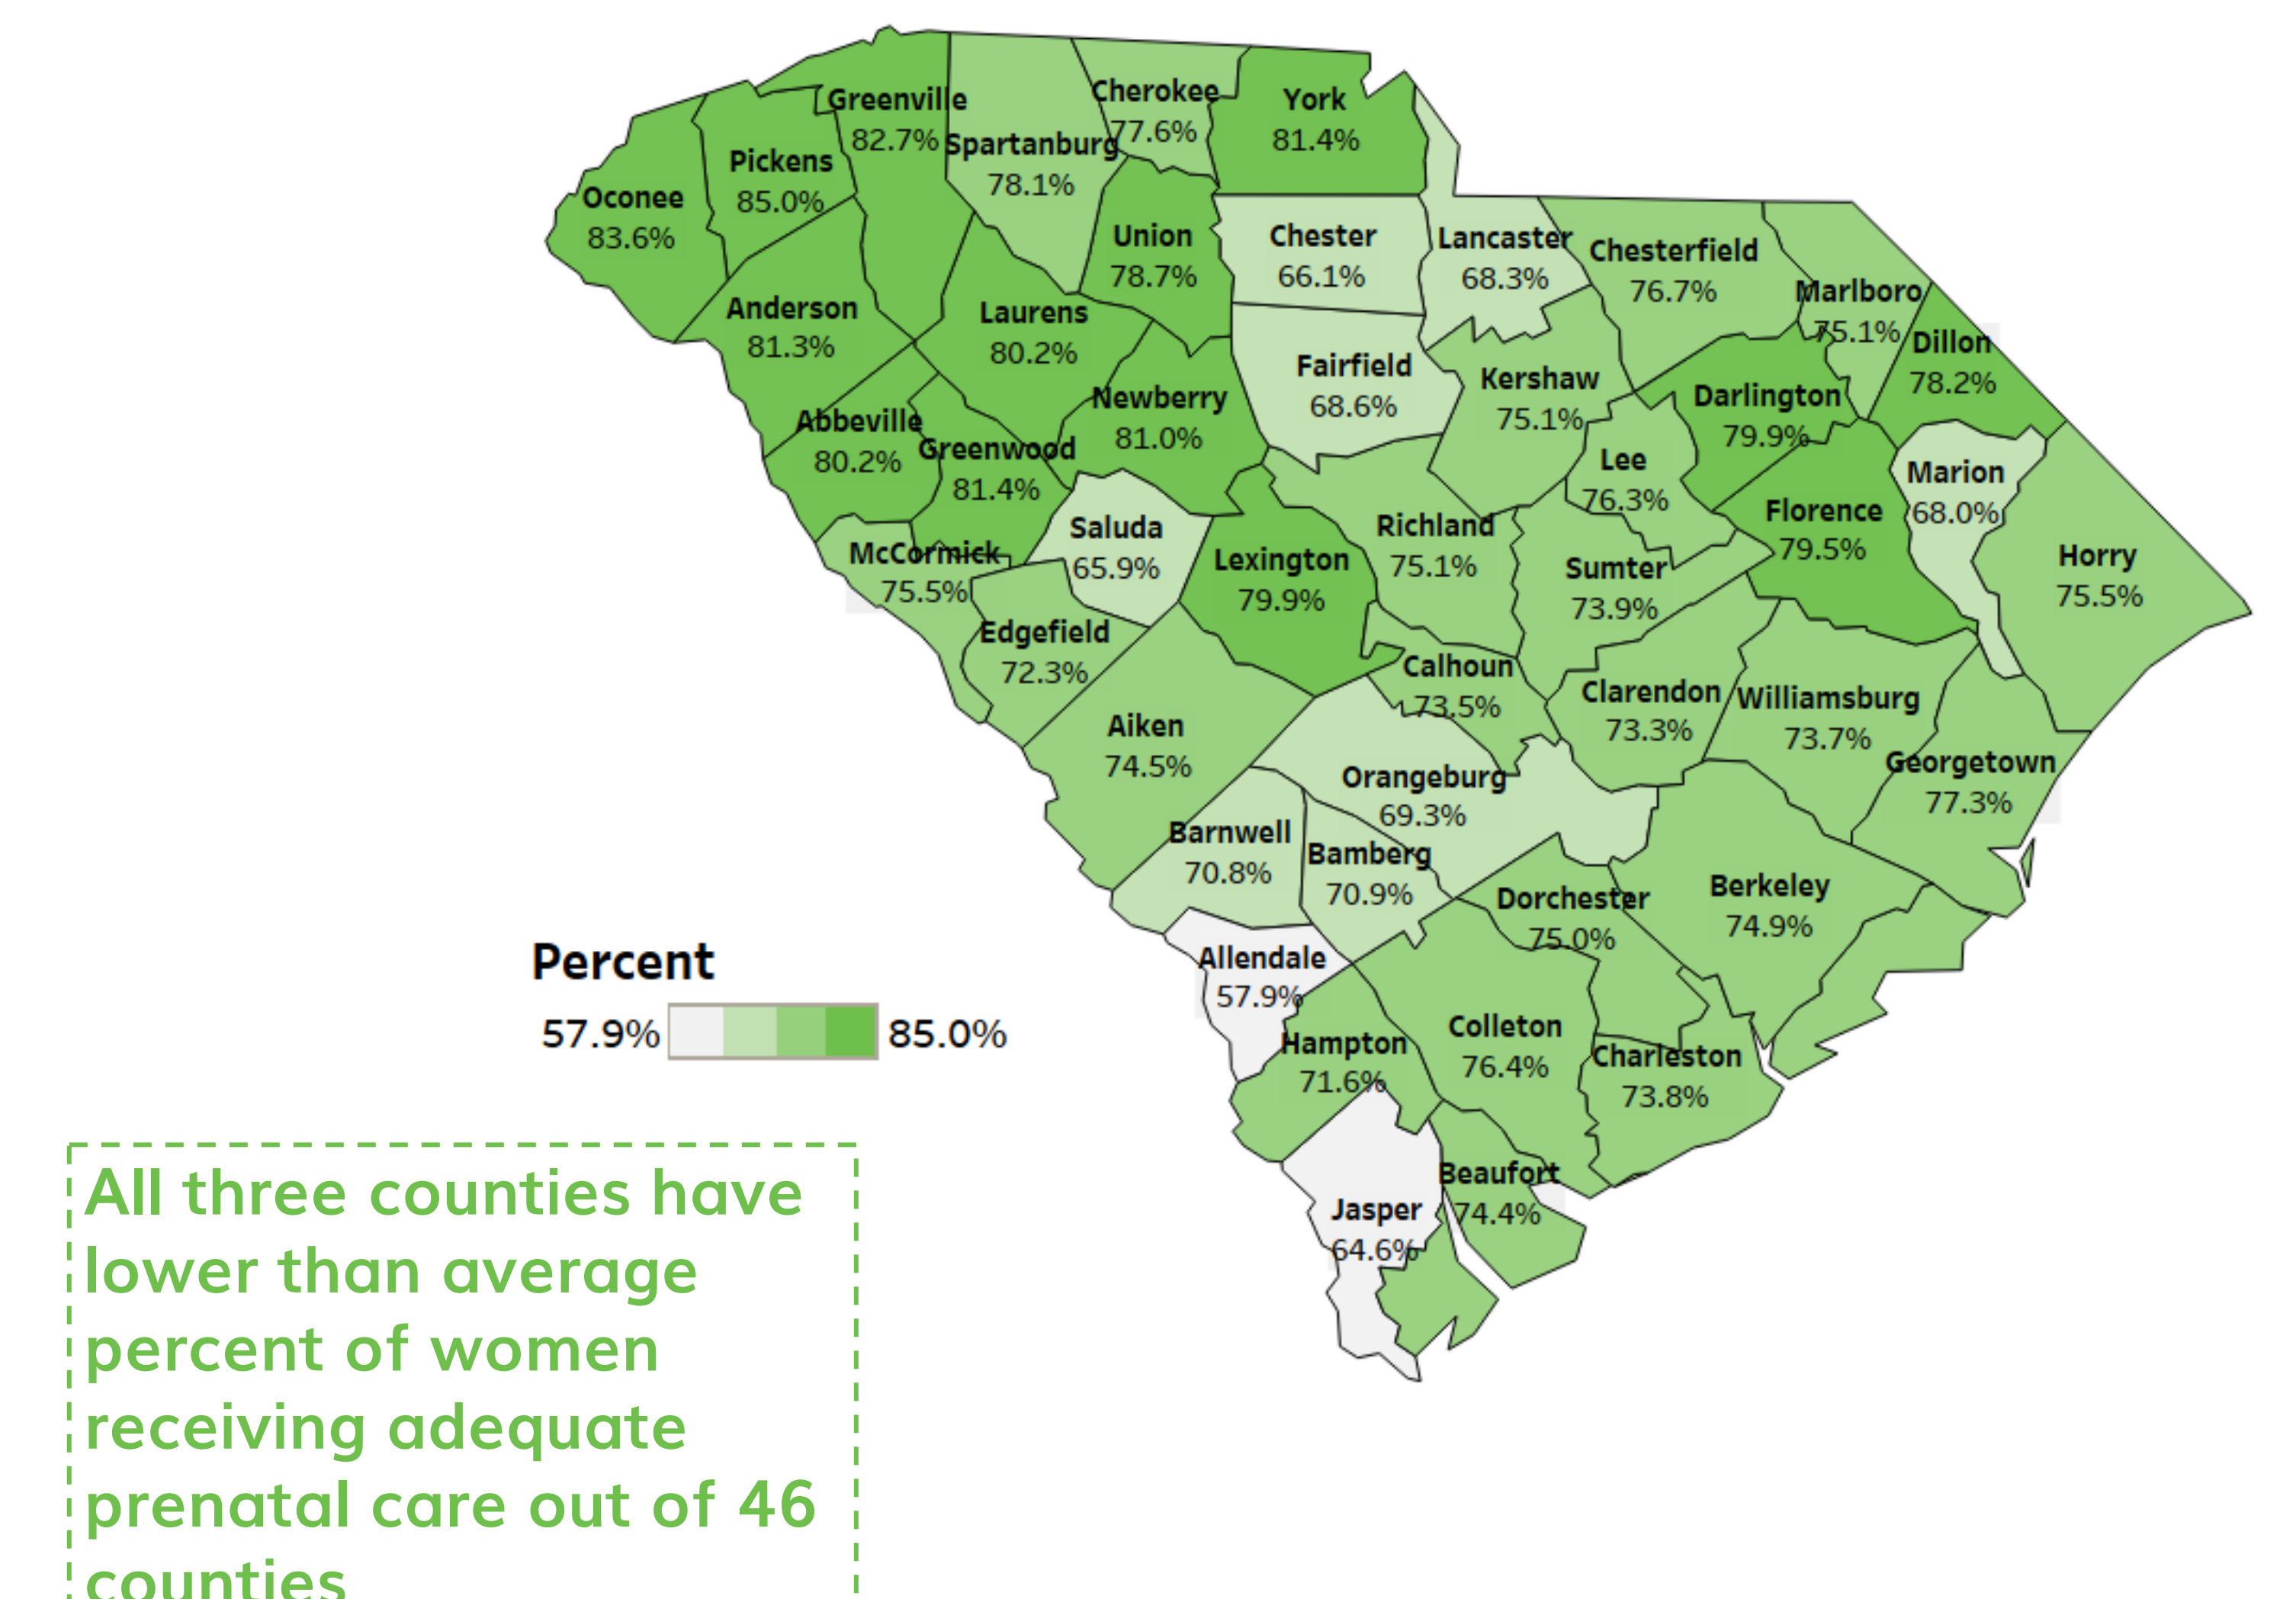 Greenville
82.7%
Cherokee
77.6%
York
81.4%
Spartanburg
78.1%
Pickens
85.0%
Oconee
83.6%
Union
78.7%
Chester
66.1%
Lancaster
68.3%
Chesterfield
76.7%
Marlboro
75.1%
Dillon
78.2%
Anderson
81.3%
Laurens
80.2%
Fairfield
68.6%
Kershaw
75.1%
Darlington
79.9%
Newberry
81.0%
Abbeville
80.2%
Greenwood
81.4%
Lee
76.3%
Marion
68.0%
Florence
79.5%
Saluda
65.9%
Richland
75.1%
McCormick
75.5%
Lexington
79.9%
Sumter
73.9%
Horry
75.5%
Edgefield
72.3%
Calhoun
73.5%
Clarendon
73.3%
Williamsburg
73.7%
Aiken
74.5%
Georgetown
77.3%
Orangeburg
69.3%
Barnwell
70.8%
Bamberg
70.9%
Dorchester
75.0%
Berkeley
74.9%
Allendale
57.9%
Hampton
71.6%
Colleton
76.4%
Charleston
73.8%
Beaufort
74.4%
Jasper
64.6%
Percent
57.9% 85.0%
All three counties have
lower than average
percent of women
receiving adequate
prenatal care out of 46
counties